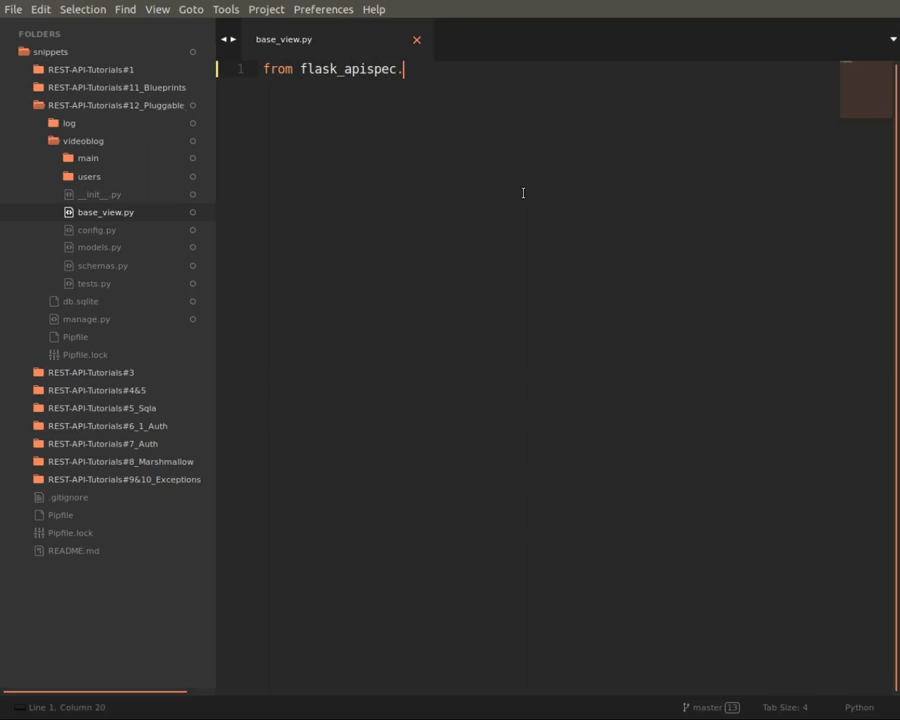 File Edit Selection Find View Goto Tools Project Preferences Help
FOLDERS
snippets
REST-API-Tutorials#1
REST-API-Tutorials#11_Blueprints
REST-API-Tutorials#12_Pluggable
log
videoblog
main
users
__init__.py
base_view.py
config.py
models.py
schemas.py
tests.py
db.sqlite
manage.py
Pipfile
Pipfile.lock
REST-API-Tutorials#3
REST-API-Tutorials#4&5
REST-API-Tutorials#5_Sqla
REST-API-Tutorials#6_1_Auth
REST-API-Tutorials#7_Auth
REST-API-Tutorials#8_Marshmallow
REST-API-Tutorials#9&10_Exceptions
.gitignore
Pipfile
Pipfile.lock
README.md
base_view.py
1 from flask_apispec.
Line 1, Column 20 master 13 Tab Size: 4 Python